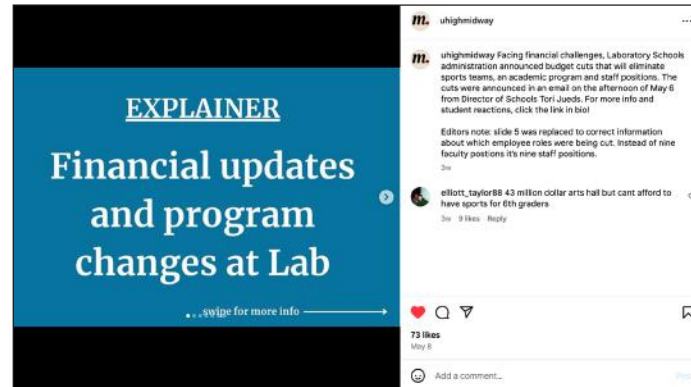 EXPLAINER
Financial updates
and program
changes at Lab
swipe for more info
m. uhighmidway
m. uhighmidway Facing financial challenges, Laboratory Schools
administration announced budget cuts that will eliminate
sports teams, an academic program and staff positions. The
cuts were announced in an email on the afternoon of May 6
from Director of Schools Tori Jueds. For more info and
student reactions, click the link in bio!
Editors note: slide 5 was replaced to correct information
about which employee roles were being cut. Instead of nine
faculty postions it's nine staff positions.
3w
elliott_taylor88 43 million dollar arts hall but cant afford to
have sports for 6th graders
3w 9 likes Reply
73 likes
May 8
Add a comment...